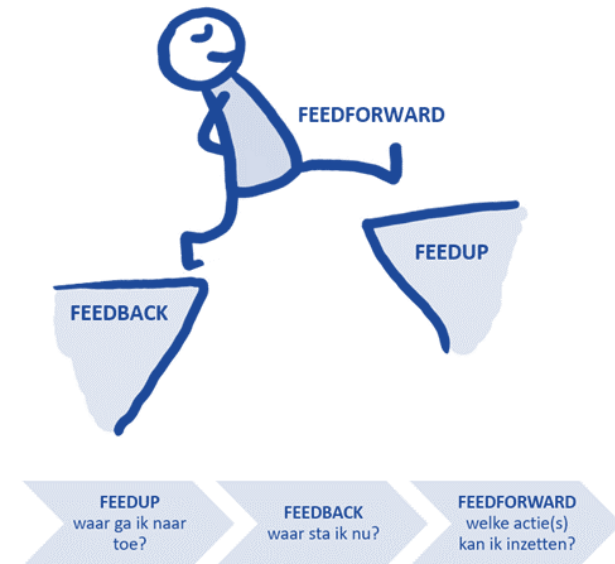 FEEDFORWARD
FEEDUP
FEEDBACK
FEEDUP
waar ga ik naar
toe?
FEEDBACK
waar sta ik nu?
FEEDFORWARD
welke actie(s)
kan ik inzetten?